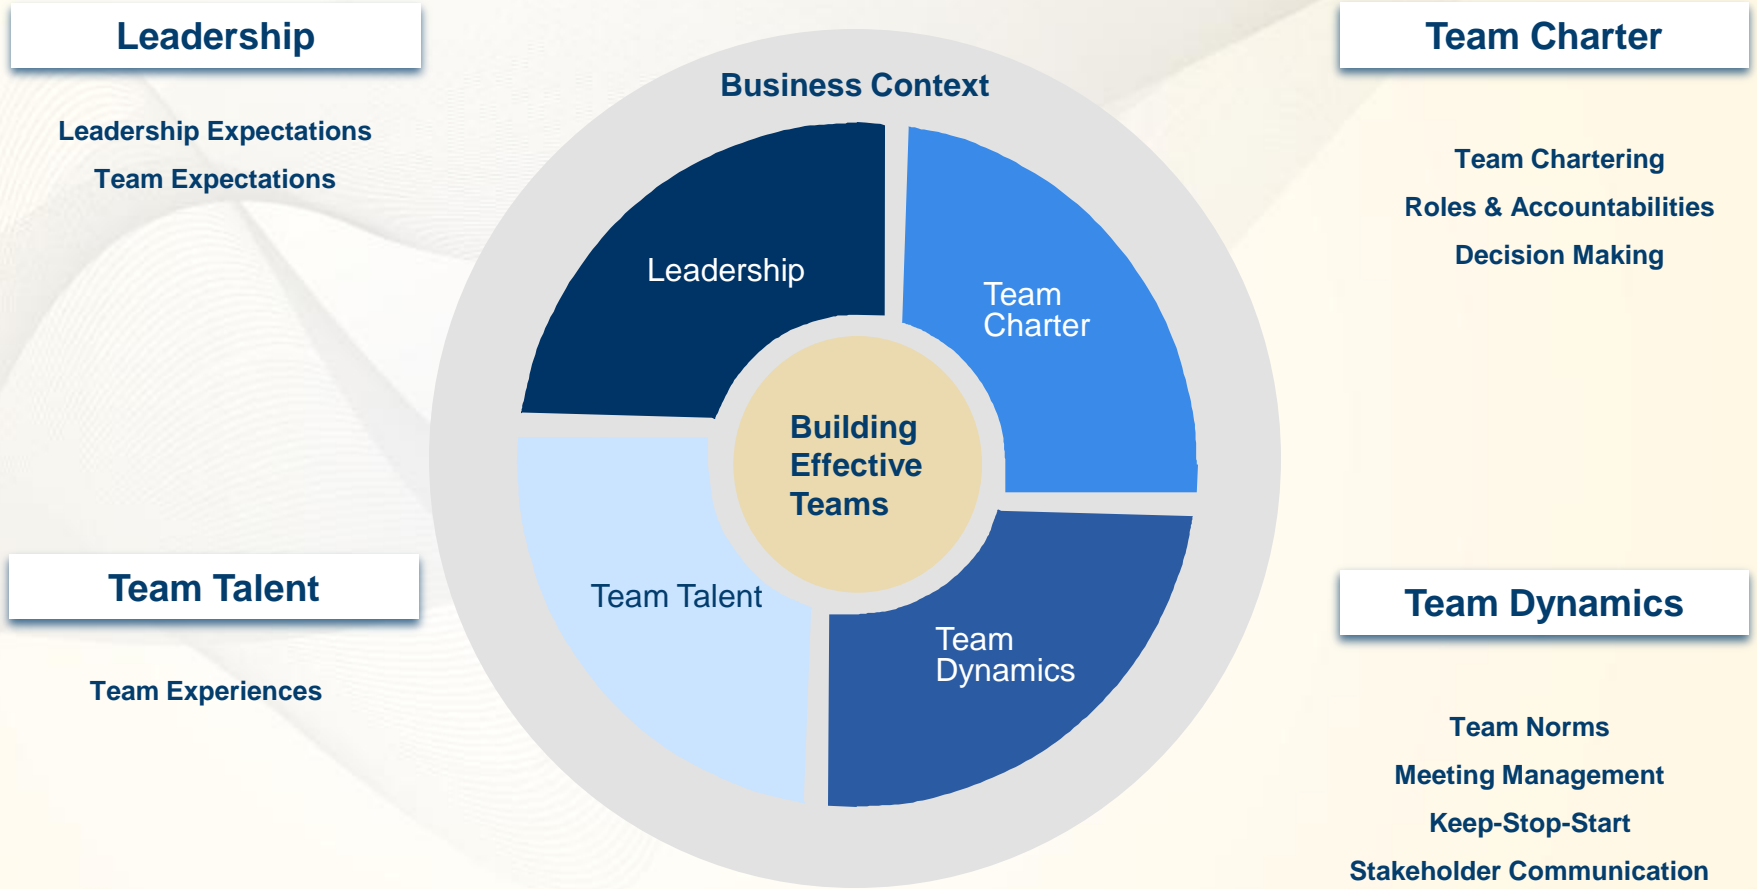 Leadership
Leadership Expectations
Team Expectations
Team Charter
Team Chartering
Roles & Accountabilities
Decision Making
Business Context
Leadership
Team
Charter
Building
Effective
Teams
Team Talent
Team
Dynamics
Team Talent
Team Experiences
Team Dynamics
Team Norms
Meeting Management
Keep-Stop-Start
Stakeholder Communication